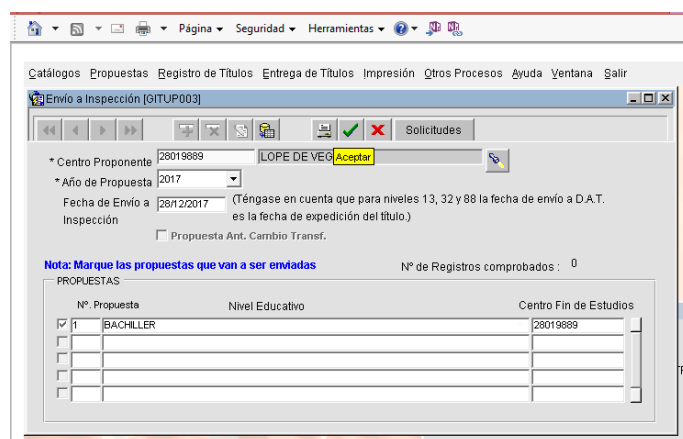 Página Seguridad Herramientas
Catálogos Propuestas Registro de Títulos Entrega de Títulos Impresión Otros Procesos Ayuda Ventana Salir
Envío a Inspección [GITUP003]
Solicitudes
* Centro Proponente 28019889 LOPE DE VEG Aceptar
* Año de Propuesta 2017
Fecha de Envío a 28/12/2017 (Téngase en cuenta que para niveles 13, 32 y 88 la fecha de envío a D.A.T.
Inspección es la fecha de expedición del título.)
Propuesta Ant. Cambio Transf.
Nota: Marque las propuestas que van a ser enviadas Nº de Registros comprobados : 0
PROPUESTAS
Nº. Propuesta Nivel Educativo Centro Fin de Estudios
1 BACHILLER 28019889